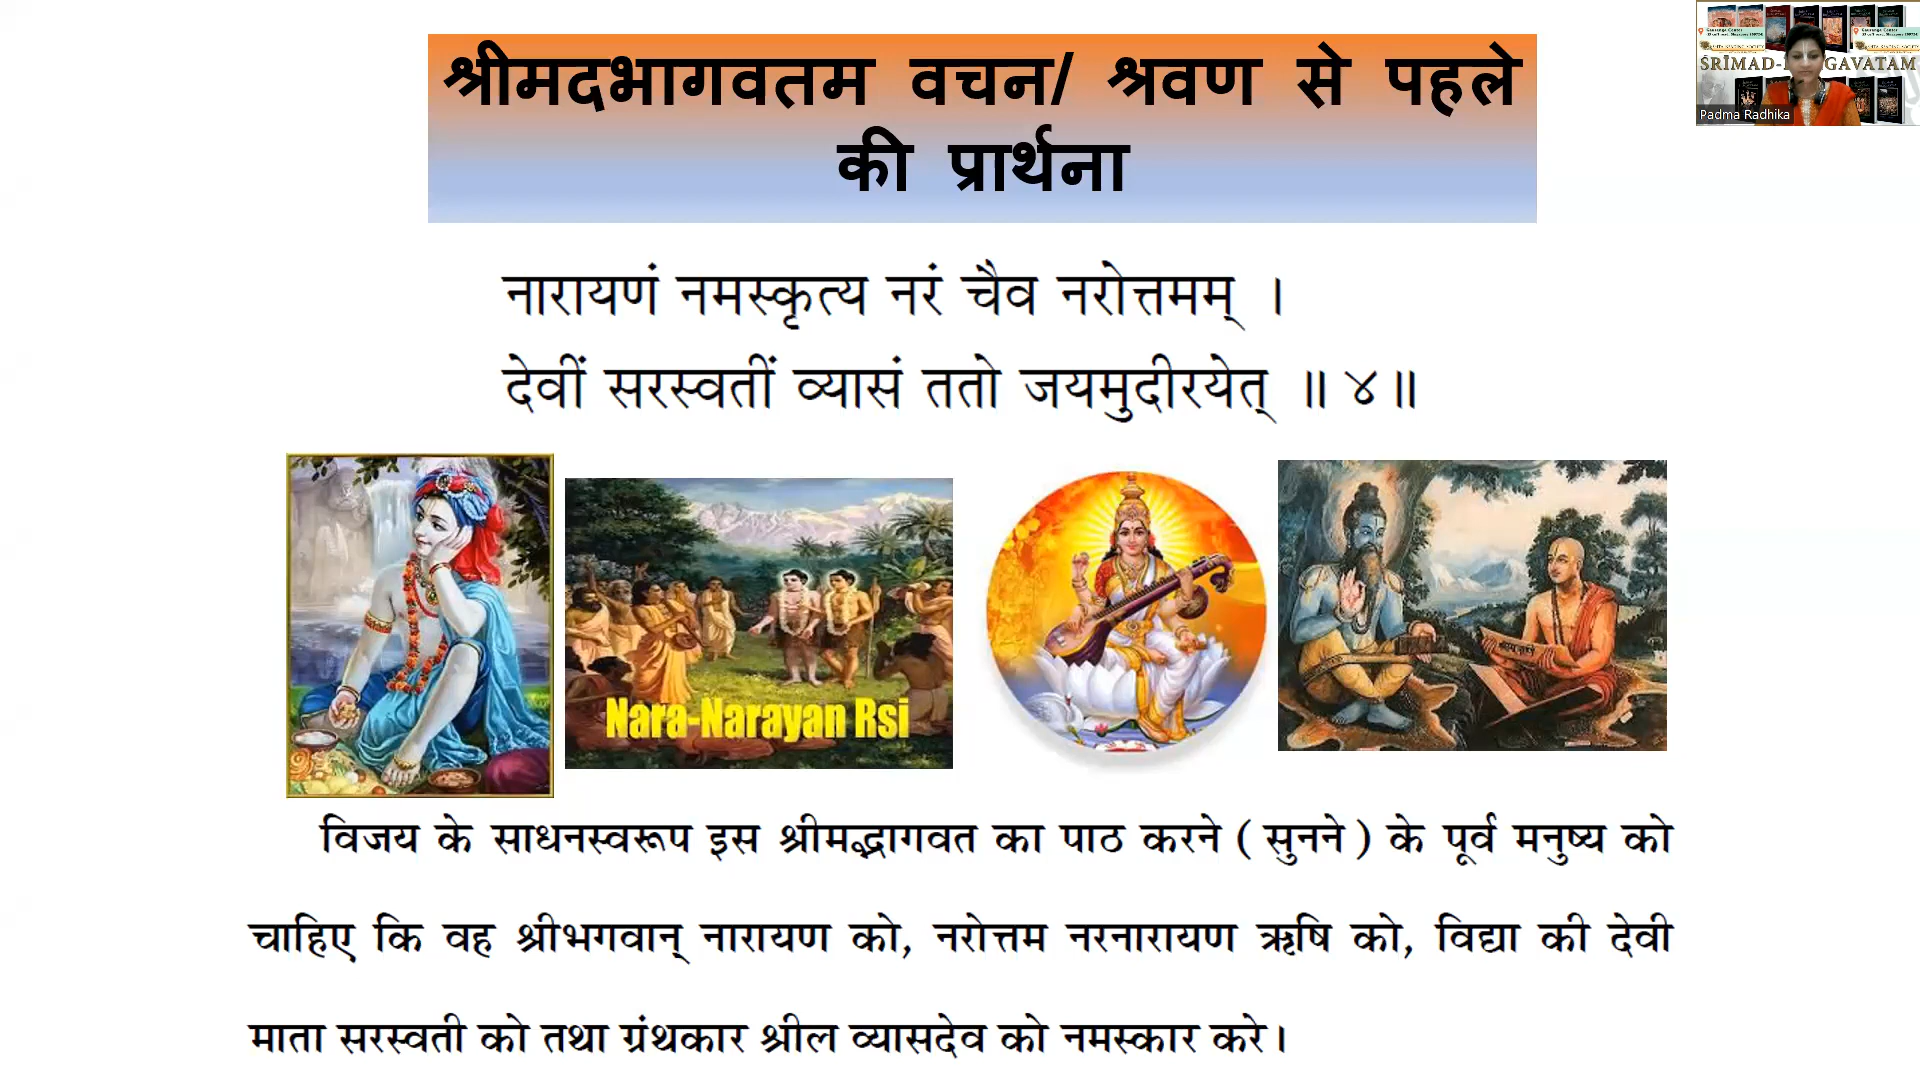 श्रीमदभागवतम वचन/ श्रवण से पहले
की प्रार्थना
नारायणं नमस्कृत्य नरं चैव नरोत्तमम् ।
देवीं सरस्वतीं व्यासं ततो जयमुदीरयेत् ॥ ४॥
Nara-Narayan Rsi
विजय के साधनस्वरूप इस श्रीमद्भागवत का पाठ करने ( सुनने ) के पूर्व मनुष्य को
चाहिए कि वह श्रीभगवान् नारायण को, नरोत्तम नरनारायण ऋषि को, विद्या की देवी
माता सरस्वती को तथा ग्रंथकार श्रील व्यासदेव को नमस्कार करे।
ŚRĪMAD- GAVATAM
Padma Radhika